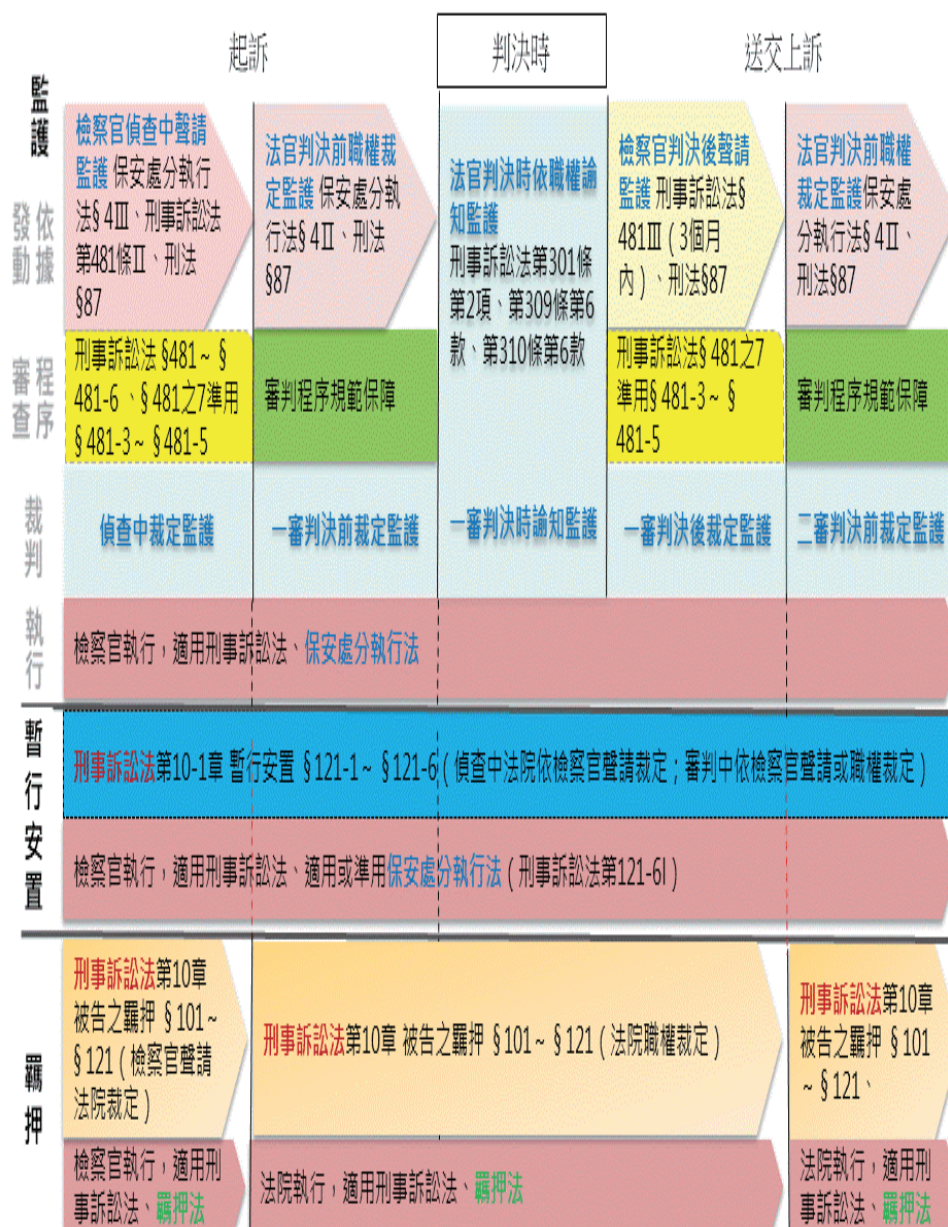 起訴
判決時
送交上訴
監護
發動依據
檢察官偵查中聲請
監護 保安處分執行
法§ 4Ⅲ、刑事訴訟法
第481條Ⅱ、刑法
§87
法官判決前職權裁
定監護 保安處分執
行法§ 4Ⅱ、刑法
§87
法官判決時依職權諭
知監護
刑事訴訟法第301條
第2項、第309條第6
款、第310條第6款
檢察官判決後聲請
監護 刑事訴訟法§
481Ⅲ ( 3個月
內 ) 、刑法§87
法官判決前職權
裁定監護保安處
分執行法§ 4Ⅱ、
刑法§87
審查程序
刑事訴訟法 §481 ~ §
481-6 、§ 481之7準用
§ 481-3 ~ § 481-5
審判程序規範保障
刑事訴訟法§ 481之7
準用§ 481-3 ~ §
481-5
審判程序規範保障
裁判
偵查中裁定監護
一審判決前裁定監護
一審判決時諭知監護
一審判決後裁定監護
二審判決前裁定監護
執行
檢察官執行，適用刑事訴訟法、保安處分執行法
暫行安置
刑事訴訟法第10-1章 暫行安置 §121-1 ~ §121-6 ( 偵查中法院依檢察官聲請裁定；審判中依檢察官聲請或職權裁定 )
檢察官執行，適用刑事訴訟法、適用或準用保安處分執行法 ( 刑事訴訟法第121-6I )
羈押
刑事訴訟法第10章
被告之羈押 §101 ~
§121 ( 檢察官聲請
法院裁定 )
刑事訴訟法第10章 被告之羈押 §101 ~ §121 ( 法院職權裁定 )
刑事訴訟法第10章
被告之羈押 §101
~ §121、
檢察官執行，適用刑
事訴訟法、羈押法
法院執行，適用刑事訴訟法、羈押法
法院執行，適用刑
事訴訟法、羈押法